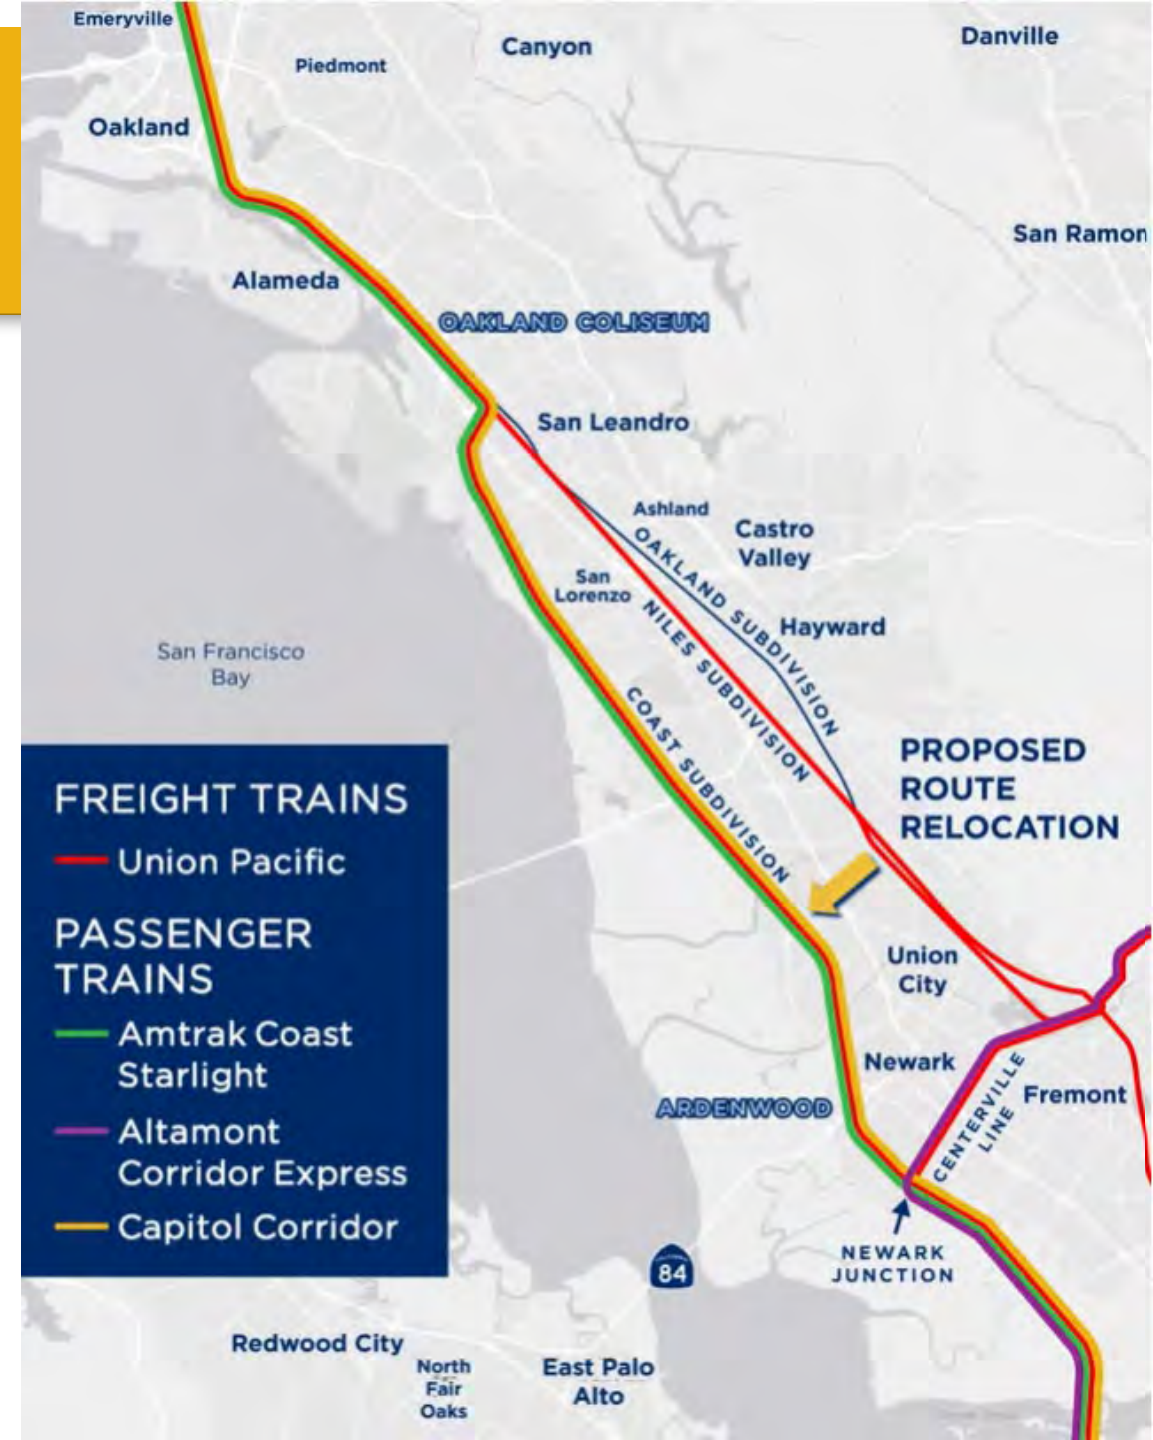 Emeryville
Piedmont
Canyon
Danville
Oakland
San Ramon
Alameda
OAKLAND COLISEUM
San Leandro
Ashland
Castro
Valley
OAKLAND SUBDIVISION
San
Lorenzo
NILES SUBDIVISION
Hayward
San Francisco
Bay
COAST SUBDIVISION
PROPOSED
ROUTE
RELOCATION
FREIGHT TRAINS
Union Pacific
PASSENGER
TRAINS
Amtrak Coast
Starlight
Altamont
Corridor Express
Capitol Corridor
Union
City
Newark
CENTERVILLE
LINE
Fremont
ARDENWOOD
NEWARK
JUNCTION
84
Redwood City
North
Fair
Oaks
East Palo
Alto